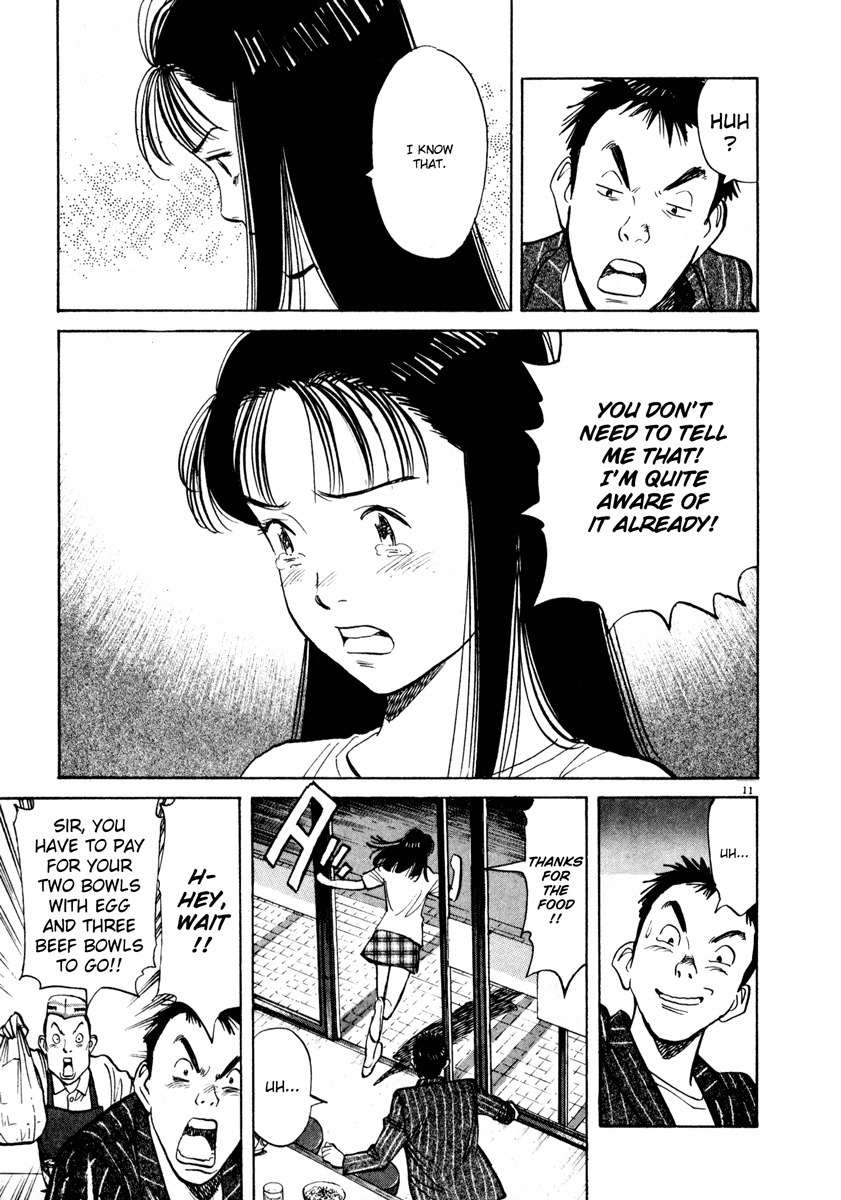 HUH
?
I KNOW
THAT.
YOU DON'T
NEED TO TELL
ME THAT!
I'M QUITE
AWARE OF
IT ALREADY!
11
UH...
THANKS
FOR
THE
FOOD
!!
UH...
H-
HEY,
WAIT
!!
SIR, YOU
HAVE TO PAY
FOR YOUR
TWO BOWLS
WITH EGG
AND THREE
BEEF BOWLS
TO GO!!